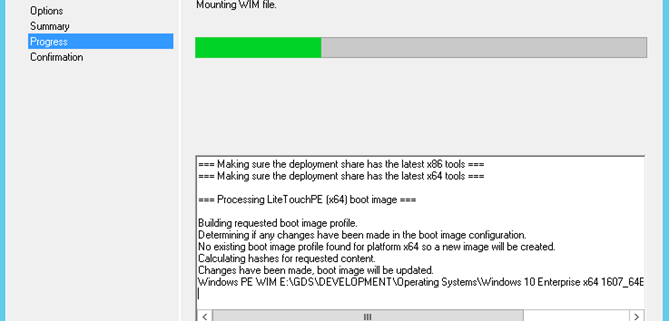 Options
Summary
Progress
Confirmation
Mounting WIM file.
=== Making sure the deployment share has the latest x86 tools ===
=== Making sure the deployment share has the latest x64 tools ===
=== Processing LiteTouchPE (x64) boot image ===
Building requested boot image profile.
Determining if any changes have been made in the boot image configuration.
No existing boot image profile found for platform x64 so a new image will be created.
Calculating hashes for requested content.
Changes have been made, boot image will be updated.
Windows PE WIM E:\GDS\DEVELOPMENT\Operating Systems\Windows 10 Enterprise x64 1607_64E